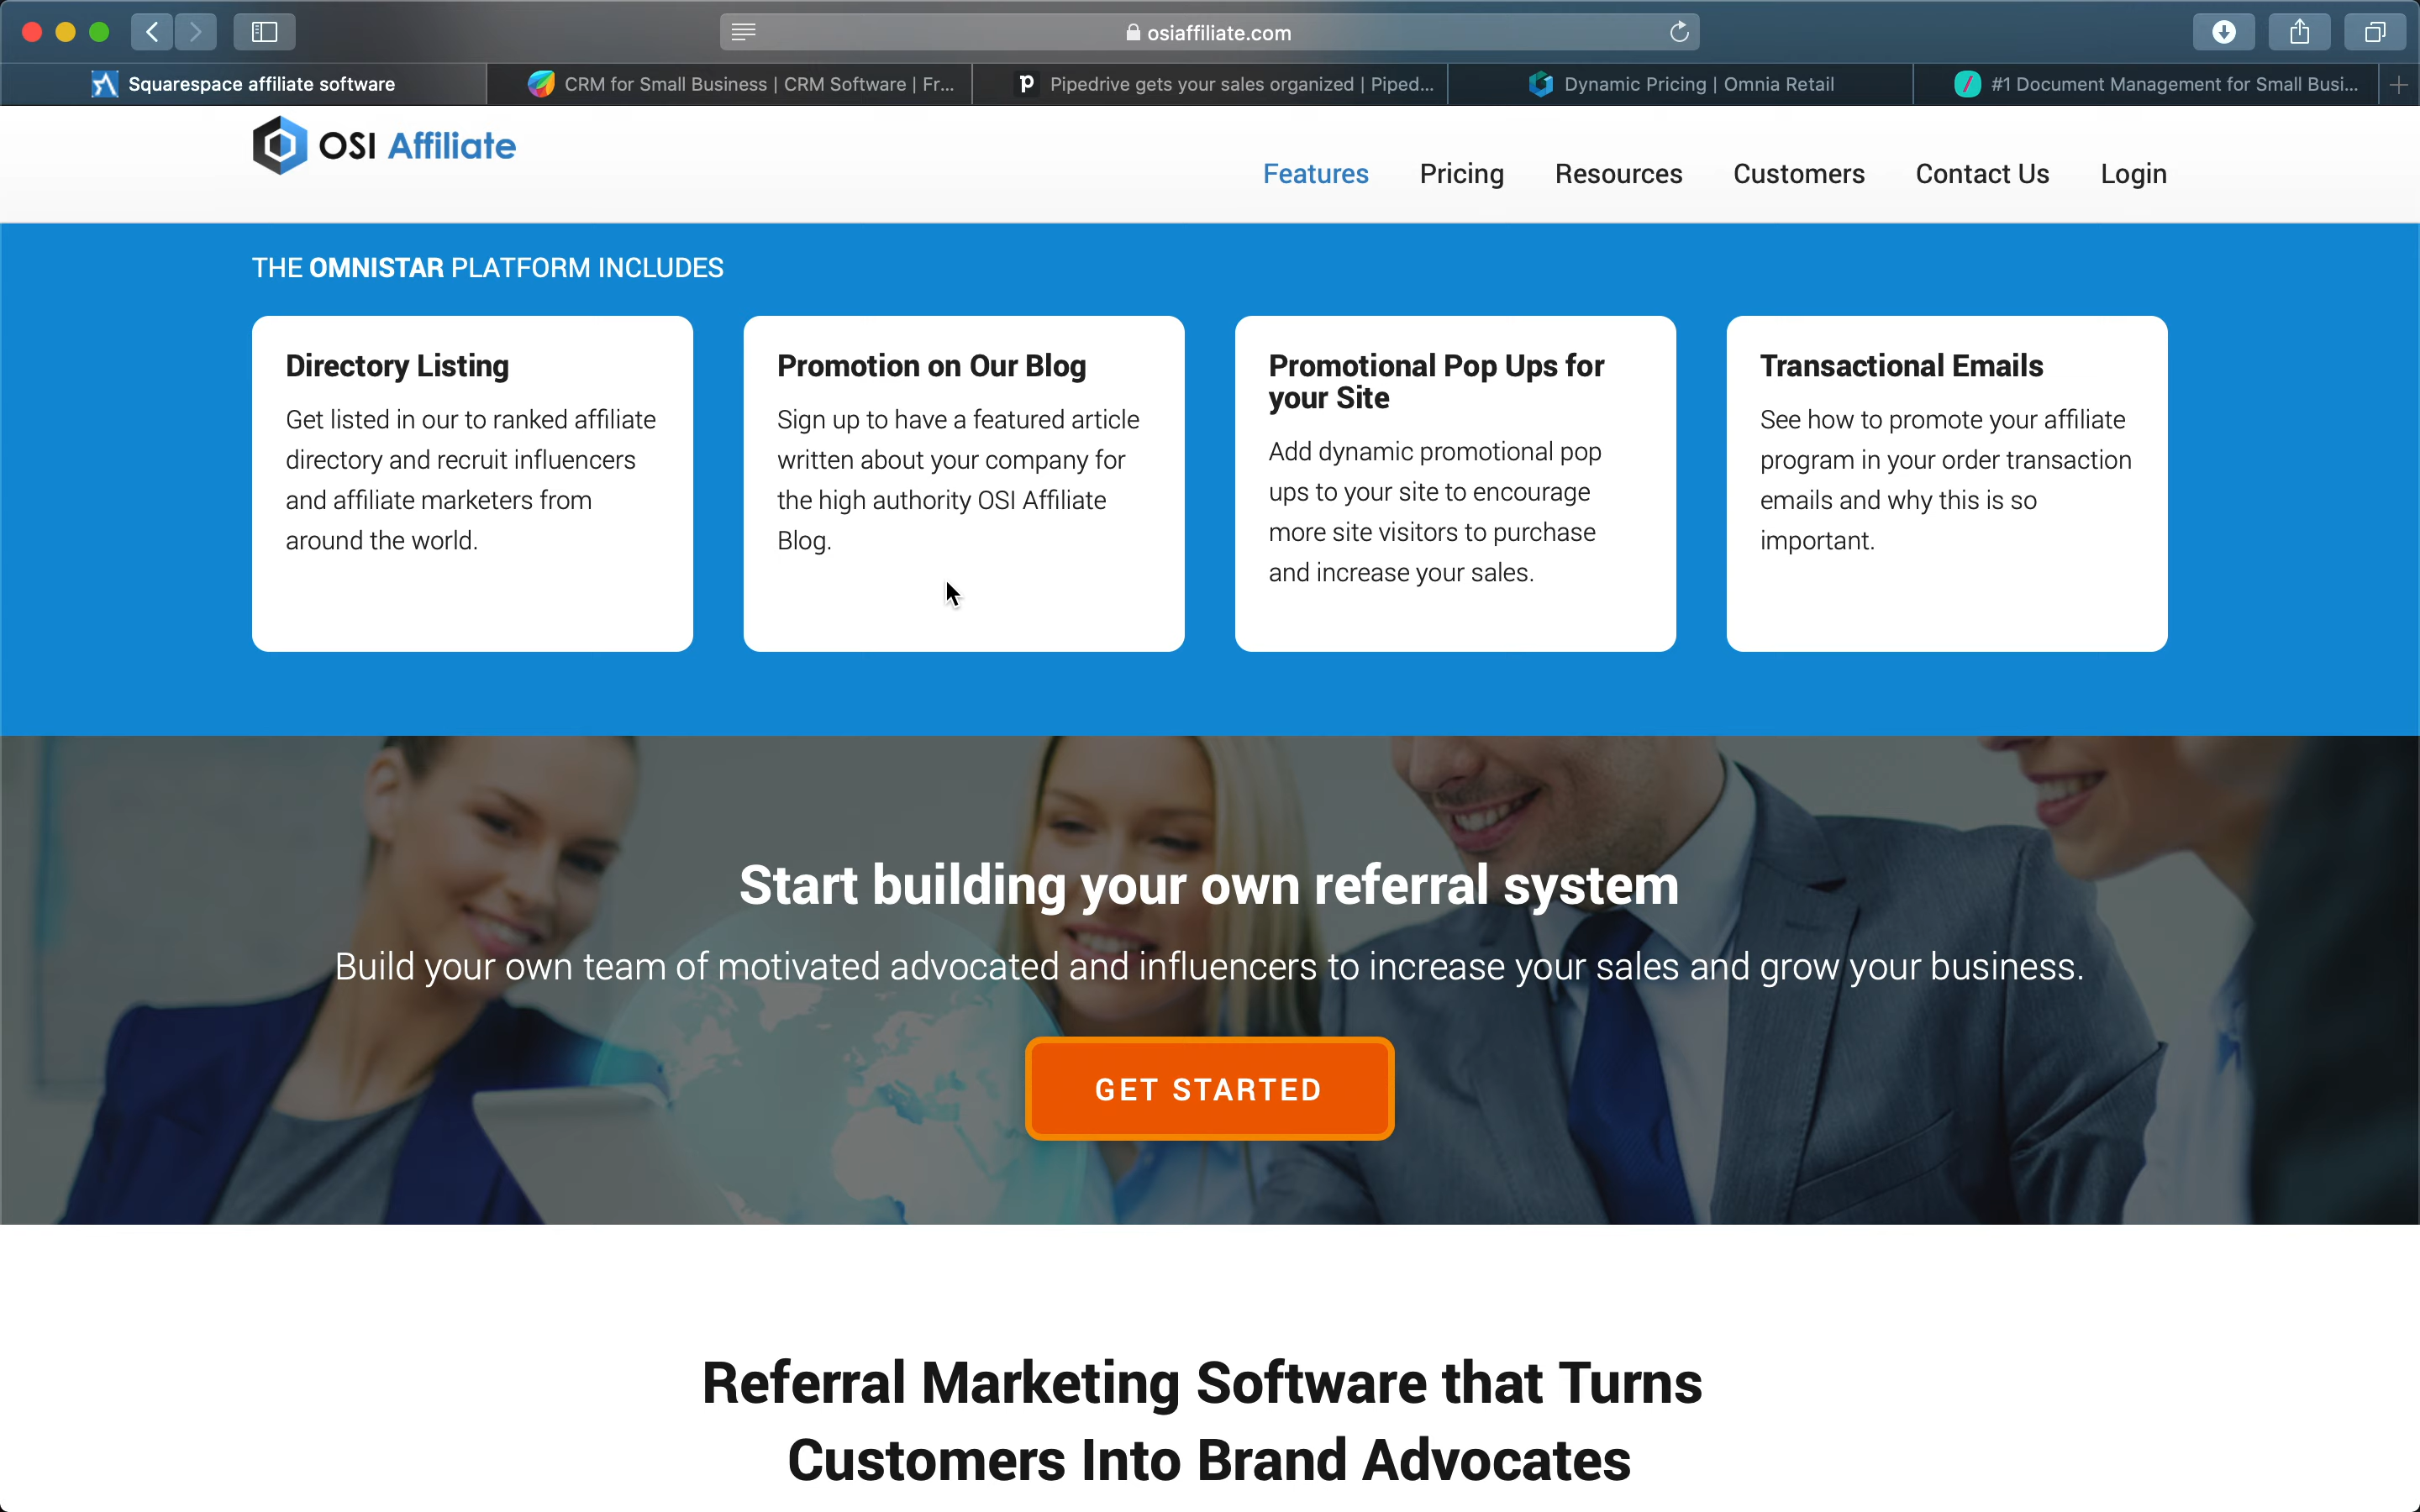 osiaffiliate.com
Squarespace affiliate software
CRM for Small Business | CRM Software | Fr...
Pipedrive gets your sales organized | Piped...
Dynamic Pricing | Omnia Retail
#1 Document Management for Small Busi...
OSI Affiliate
Features
Pricing
Resources
Customers
Contact Us
Login
THE OMNISTAR PLATFORM INCLUDES
Directory Listing
Get listed in our to ranked affiliate
directory and recruit influencers
and affiliate marketers from
around the world.
Promotion on Our Blog
Sign up to have a featured article
written about your company for
the high authority OSI Affiliate
Blog.
Promotional Pop Ups for
your Site
Add dynamic promotional pop
ups to your site to encourage
more site visitors to purchase
and increase your sales.
Transactional Emails
See how to promote your affiliate
program in your order transaction
emails and why this is so
important.
Start building your own referral system
Build your own team of motivated advocated and influencers to increase your sales and grow your business.
GET STARTED
Referral Marketing Software that Turns
Customers Into Brand Advocates